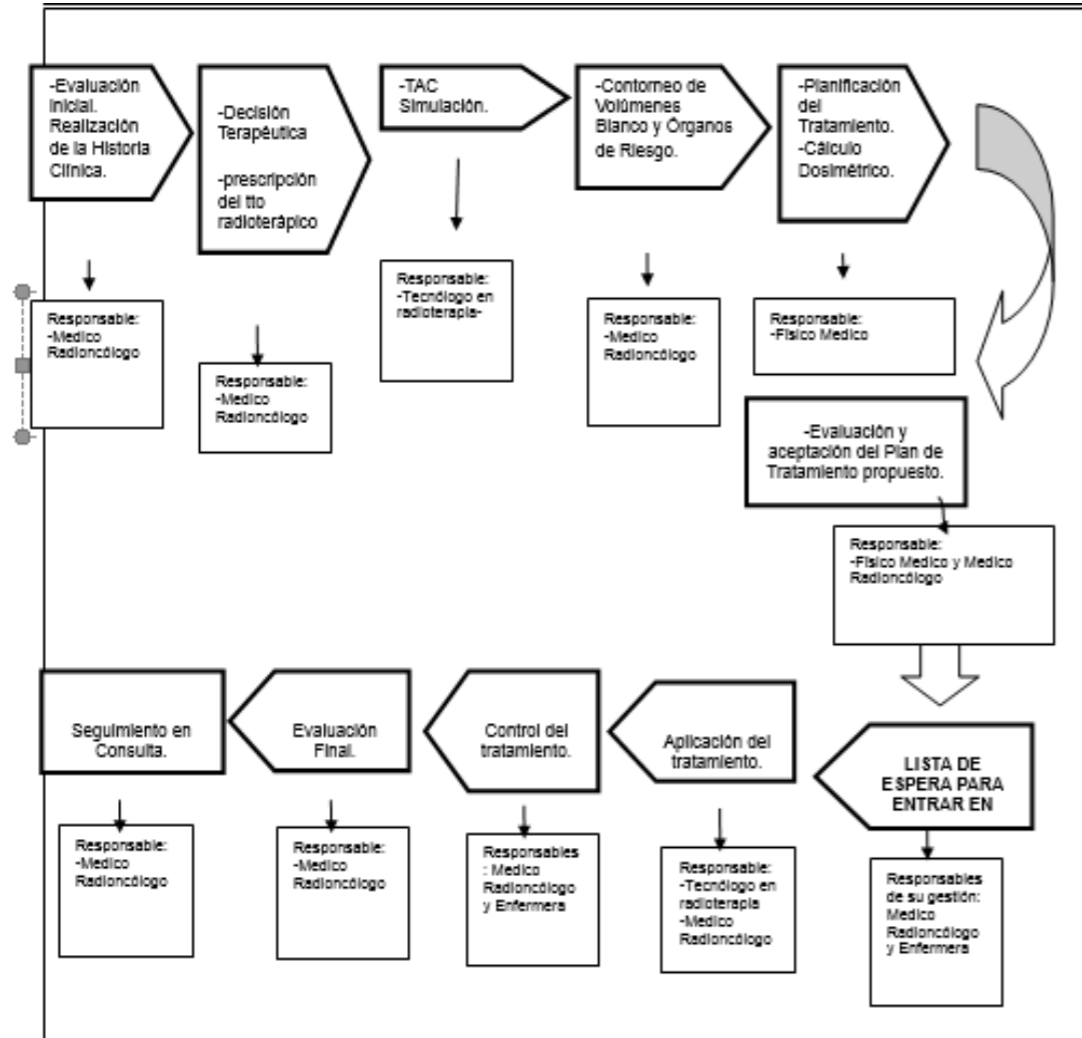 -Evaluación
Inicial.
Realización
de la Historia
Clínica.
-Decisión
Terapéutica
-prescripción
del tto
radioterápico
-TAC
Simulación.
-Contorneo de
Volúmenes
Blanco y Órganos
de Riesgo.
-Planificación
del
Tratamiento.
-Cálculo
Dosimétrico.
Responsable:
-Medico
Radioncólogo
Responsable:
-Medico
Radioncólogo
Responsable:
-Tecnólogo en
radioterapia-
Responsable:
-Medico
Radioncólogo
Responsable:
-Físico Medico
-Evaluación y
aceptación del Plan de
Tratamiento propuesto.
Responsable:
-Físico Medico y Medico
Radioncólogo
LISTA DE
ESPERA PARA
ENTRAR EN
Responsables
de su gestión:
Medico
Radioncólogo
y Enfermera
Aplicación del
tratamiento.
Responsable:
-Tecnólogo en
radioterapia
-Medico
Radioncólogo
Control del
tratamiento.
Responsables
: Medico
Radioncólogo
y Enfermera
Evaluación
Final.
Responsable:
-Medico
Radioncólogo
Seguimiento en
Consulta.
Responsable:
-Medico
Radioncólogo